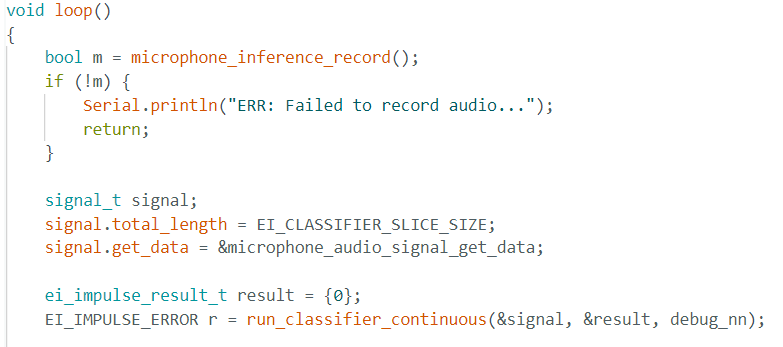 void loop()
{
    bool m = microphone_inference_record();
    if (!m) {
        Serial.println("ERR: Failed to record audio...");
        return;
    }

    signal_t signal;
    signal.total_length = EI_CLASSIFIER_SLICE_SIZE;
    signal.get_data = &microphone_audio_signal_get_data;

    ei_impulse_result_t result = {0};
    EI_IMPULSE_ERROR r = run_classifier_continuous(&signal, &result, debug_nn);